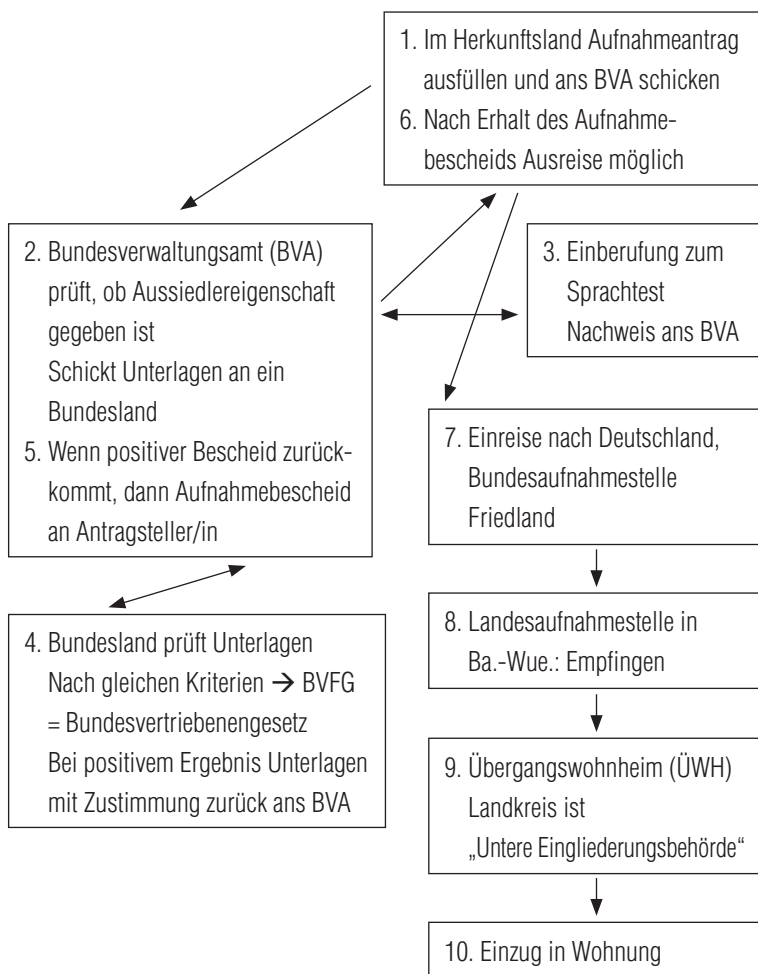 1. Im Herkunftsland Aufnahmeantrag
ausfüllen und ans BVA schicken
6. Nach Erhalt des Aufnahme-
bescheids Ausreise möglich
2. Bundesverwaltungsamt (BVA)
prüft, ob Aussiedlereigenschaft
gegeben ist
Schickt Unterlagen an ein
Bundesland
5. Wenn positiver Bescheid zurück-
kommt, dann Aufnahmebescheid
an Antragsteller/in
3. Einberufung zum
Sprachtest
Nachweis ans BVA
4. Bundesland prüft Unterlagen
Nach gleichen Kriterien → BVFG
= Bundesvertriebenengesetz
Bei positivem Ergebnis Unterlagen
mit Zustimmung zurück ans BVA
7. Einreise nach Deutschland,
Bundesaufnahmestelle
Friedland
8. Landesaufnahmestelle in
Ba.-Wue.: Empfingen
9. Übergangswohnheim (ÜWH)
Landkreis ist
„Untere Eingliederungsbehörde“
10. Einzug in Wohnung